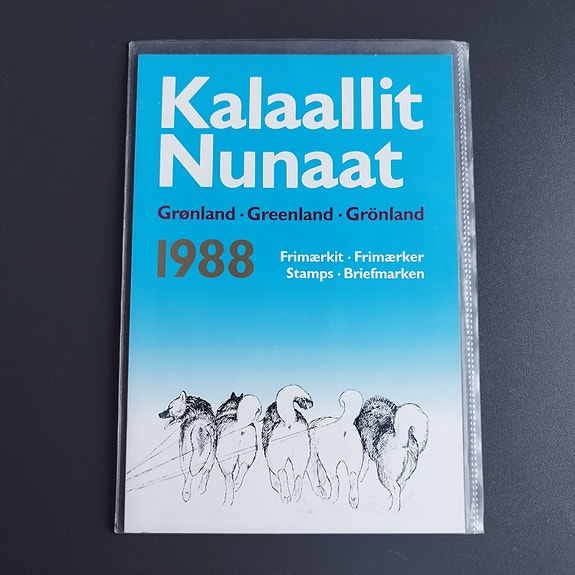 Kalaallit
Nunaat
Grønland · Greenland · Grönland
1988
Frimærkit · Frimærker
Stamps · Briefmarken